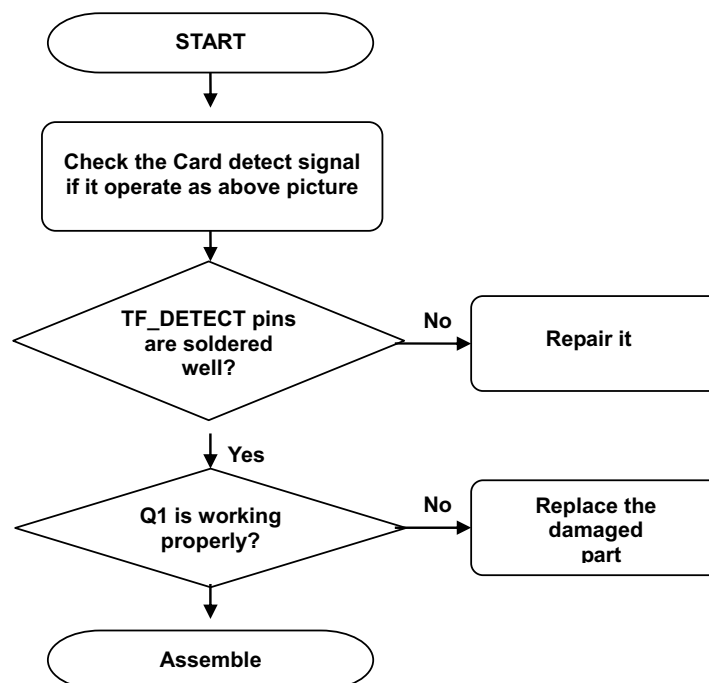 START
Check the Card detect signal
if it operate as above picture
TF_DETECT pins
are soldered
well?
No
Repair it
Yes
Q1 is working
properly?
No
Replace the
damaged
part
Assemble